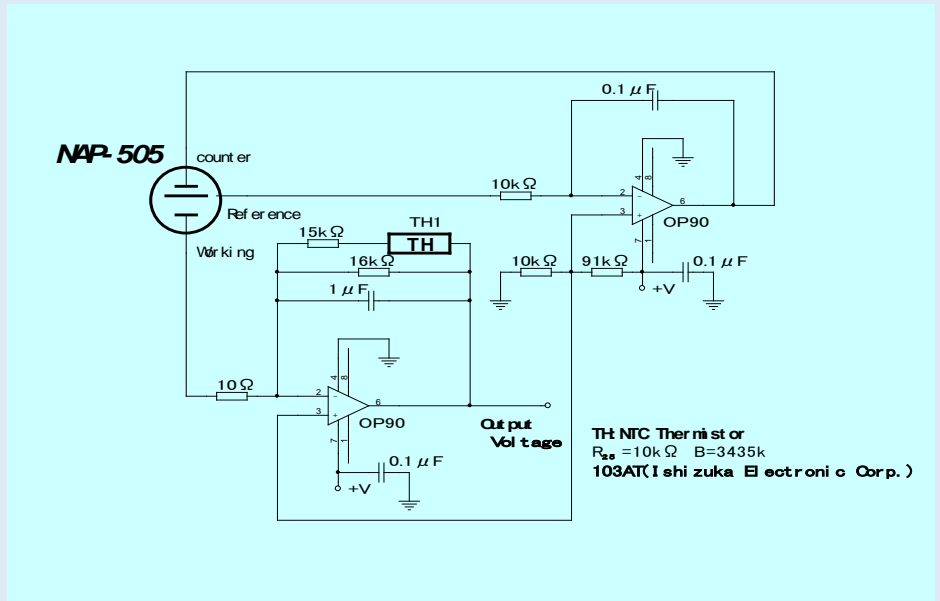 0.1 μF
NAP-505
counter
4
8
10kΩ
2
−
6
3
+
OP90
Reference
TH1
15kΩ
TH
7
1
Working
16kΩ
10kΩ
91kΩ
0.1 μF
1 μF
+V
4
8
10Ω
2
−
6
3
+
OP90
Output
Voltage
7
1
TH:NTC Thermistor
R₂₅ =10kΩ B=3435k
103AT(Ishizuka Electronic Corp.)
0.1 μF
+V